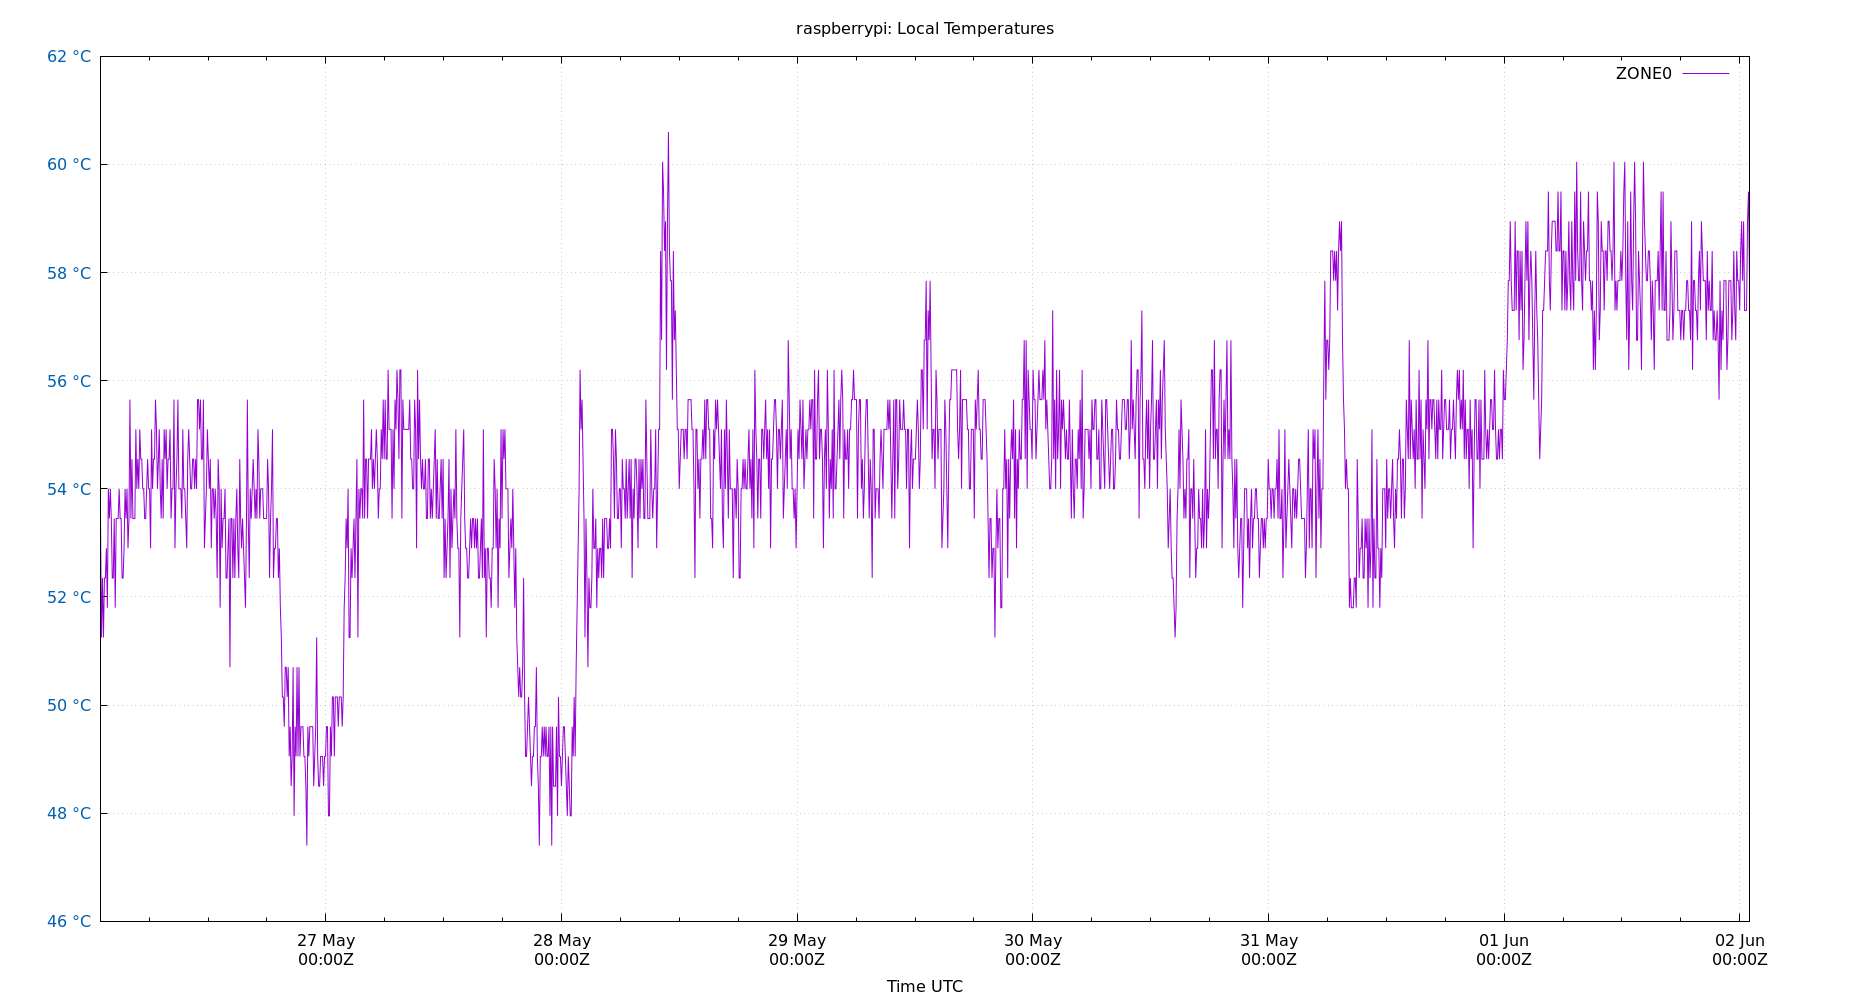 raspberrypi: Local Temperatures
62 °C
ZONE0
60 °C
58 °C
56 °C
54 °C
52 °C
50 °C
48 °C
46 °C
27 May 28 May 29 May 30 May 31 May 01 Jun 02 Jun
00:00Z 00:00Z 00:00Z 00:00Z 00:00Z 00:00Z 00:00Z
Time UTC